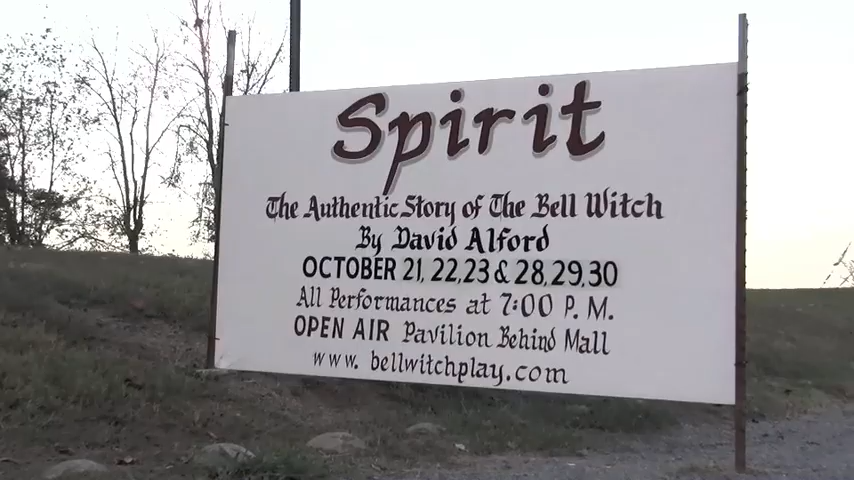 Spirit
The Authentic Story of The Bell Witch
By David Alford
OCTOBER 21, 22, 23 & 28, 29, 30
All Performances at 7:00 P. M.
OPEN AIR Pavilion Behind Mall
www. bellwitchplay.com